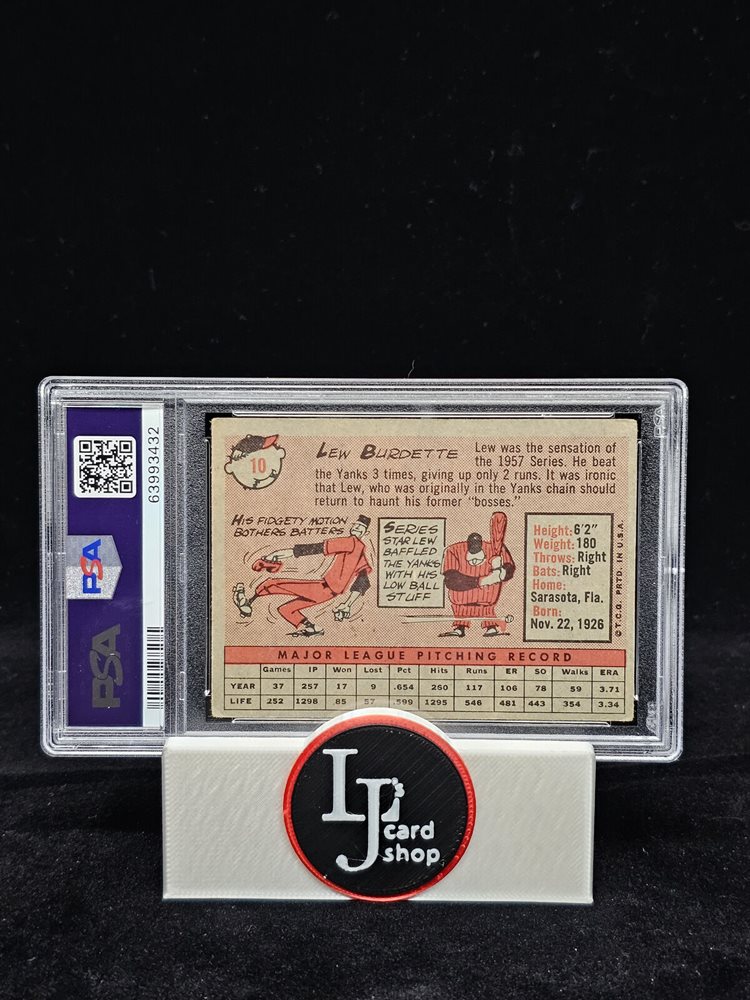 63993432
PSA
PSA
10
LEW BURDETTE
Lew was the sensation of
the 1957 Series. He beat
the Yanks 3 times, giving up only 2 runs. It was ironic
that Lew, who was originally in the Yanks chain should
return to haunt his former "bosses."
HIS FIDGETY MOTION
BOTHERS BATTERS
SERIES
STAR LEW
BAFFLED
THE YANKS
WITH HIS
LOW BALL
STUFF
Height: 6'2"
Weight: 180
Throws: Right
Bats: Right
Home:
Sarasota, Fla.
Born:
Nov. 22, 1926
© T.C.G. PRTD. IN U.S.A.
MAJOR LEAGUE PITCHING RECORD
Games IP Won Lost Pct Hits Runs ER SO Walks ERA
YEAR 37 257 17 9 .654 260 117 106 78 59 3.71
LIFE 252 1298 85 57 .599 1295 546 481 443 354 3.34
LJ's
card
shop